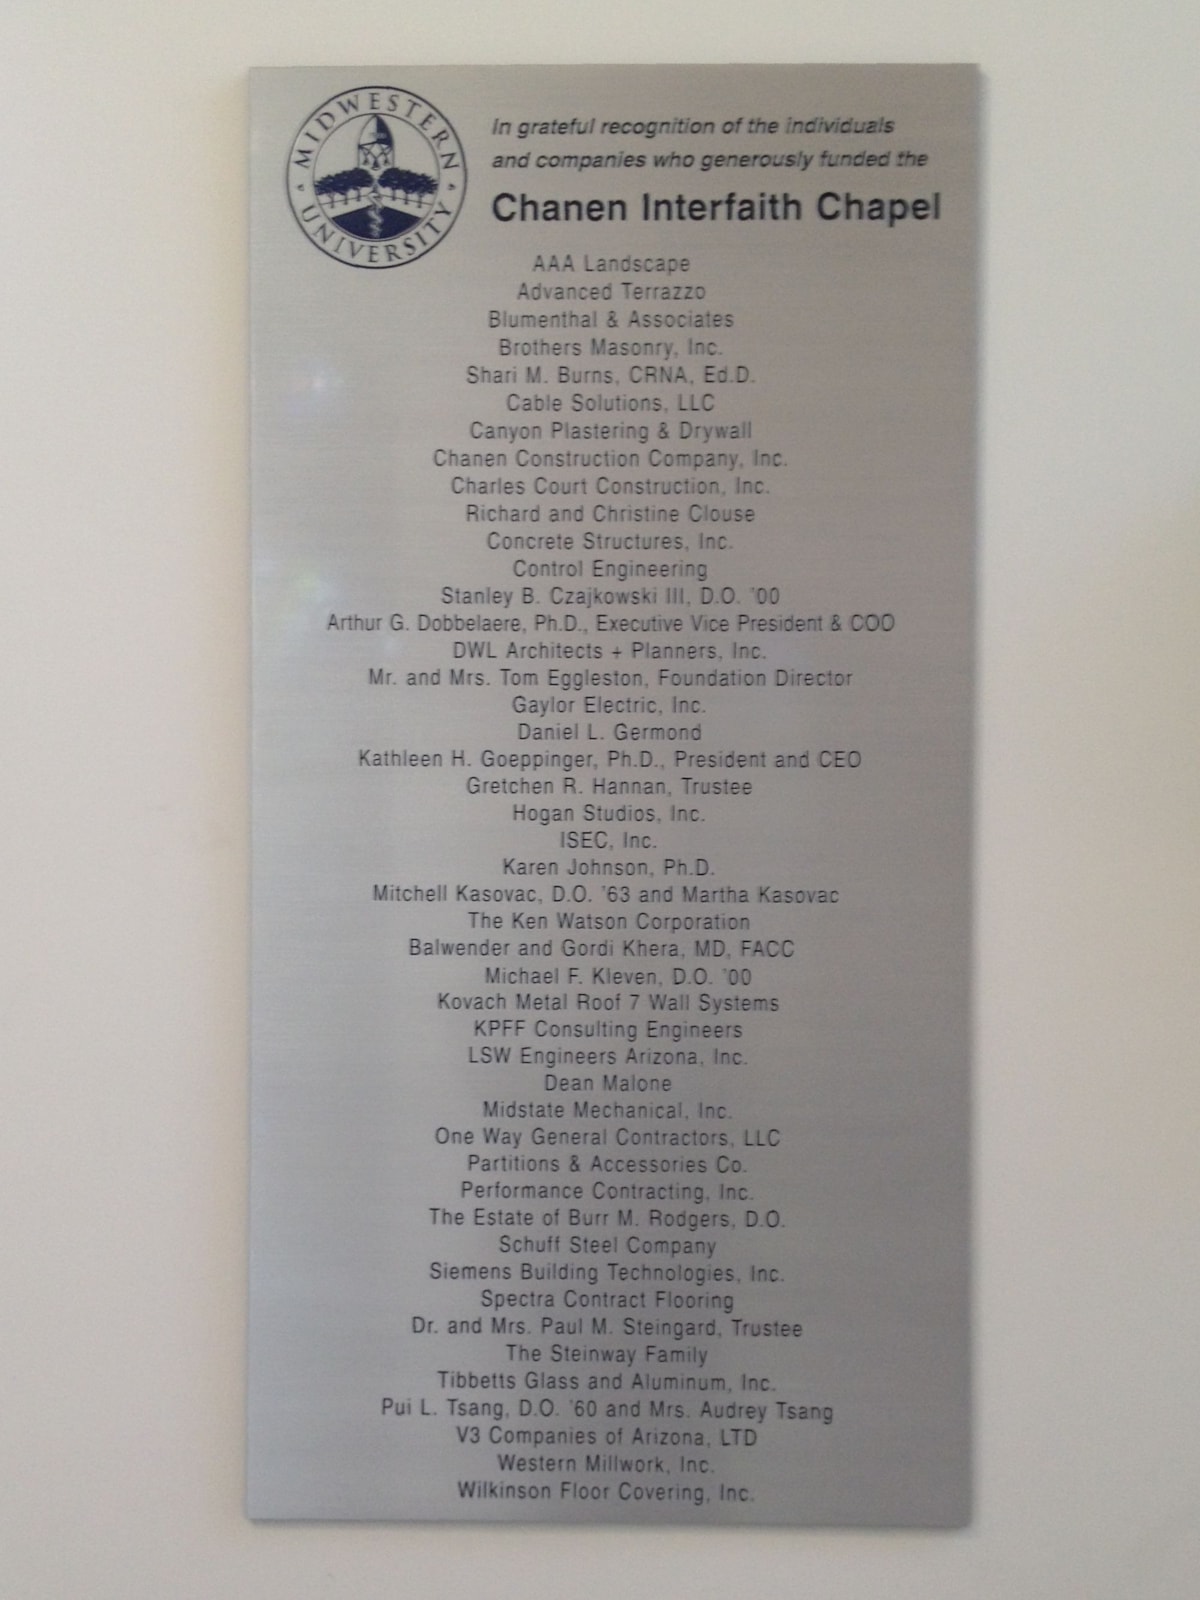 MIDWESTERN UNIVERSITY
In grateful recognition of the individuals
and companies who generously funded the
Chanen Interfaith Chapel
AAA Landscape
Advanced Terrazzo
Blumenthal & Associates
Brothers Masonry, Inc.
Shari M. Burns, CRNA, Ed.D.
Cable Solutions, LLC
Canyon Plastering & Drywall
Chanen Construction Company, Inc.
Charles Court Construction, Inc.
Richard and Christine Clouse
Concrete Structures, Inc.
Control Engineering
Stanley B. Czajkowski III, D.O. '00
Arthur G. Dobbelaere, Ph.D., Executive Vice President & COO
DWL Architects + Planners, Inc.
Mr. and Mrs. Tom Eggleston, Foundation Director
Gaylor Electric, Inc.
Daniel L. Germond
Kathleen H. Goeppinger, Ph.D., President and CEO
Gretchen R. Hannan, Trustee
Hogan Studios, Inc.
ISEC, Inc.
Karen Johnson, Ph.D.
Mitchell Kasovac, D.O. '63 and Martha Kasovac
The Ken Watson Corporation
Balwender and Gordi Khera, MD, FACC
Michael F. Kleven, D.O. '00
Kovach Metal Roof 7 Wall Systems
KPFF Consulting Engineers
LSW Engineers Arizona, Inc.
Dean Malone
Midstate Mechanical, Inc.
One Way General Contractors, LLC
Partitions & Accessories Co.
Performance Contracting, Inc.
The Estate of Burr M. Rodgers, D.O.
Schuff Steel Company
Siemens Building Technologies, Inc.
Spectra Contract Flooring
Dr. and Mrs. Paul M. Steingard, Trustee
The Steinway Family
Tibbetts Glass and Aluminum, Inc.
Pui L. Tsang, D.O. '60 and Mrs. Audrey Tsang
V3 Companies of Arizona, LTD
Western Millwork, Inc.
Wilkinson Floor Covering, Inc.